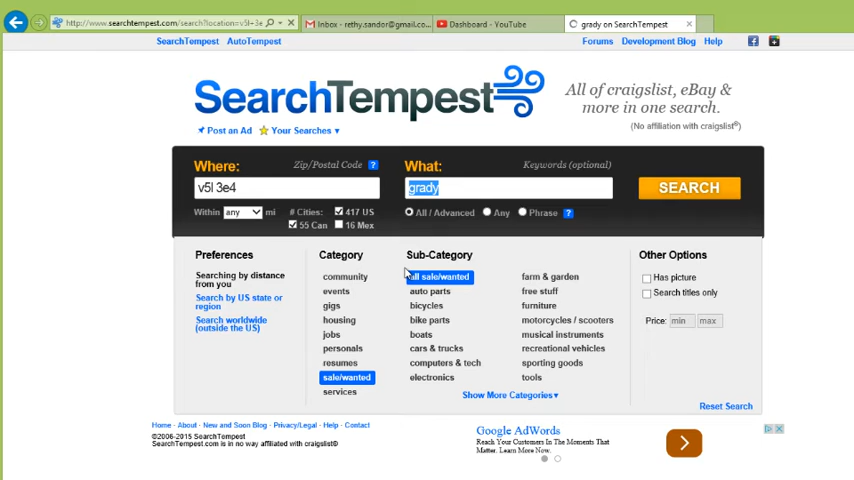 http://www.searchtempest.com/search?location=v5l-3e
Inbox - rethy.sandor@gmail.co...
Dashboard - YouTube
grady on SearchTempest
SearchTempest AutoTempest
Forums Development Blog Help
SearchTempest
All of craigslist, eBay &
more in one search.
(No affiliation with craigslist®)
Post an Ad Your Searches ▼
Where: Zip/Postal Code ?
What: Keywords (optional)
v5l 3e4
grady
SEARCH
Within any mi # Cities: 417 US
55 Can 16 Mex
All / Advanced Any Phrase ?
Preferences
Searching by distance
from you
Search by US state or
region
Search worldwide
(outside the US)
Category
community
events
gigs
housing
jobs
personals
resumes
sale/wanted
services
Sub-Category
all sale/wanted
auto parts
bicycles
bike parts
boats
cars & trucks
computers & tech
electronics
farm & garden
free stuff
furniture
motorcycles / scooters
musical instruments
recreational vehicles
sporting goods
tools
Show More Categories▼
Other Options
Has picture
Search titles only
Price: min max
Reset Search
Home - About - New and Soon Blog - Privacy/Legal - Help - Contact
©2006-2015 SearchTempest
SearchTempest.com is in no way affiliated with craigslist®
Google AdWords
Reach Your Customers In The Moments That
Matter. Learn More Now.